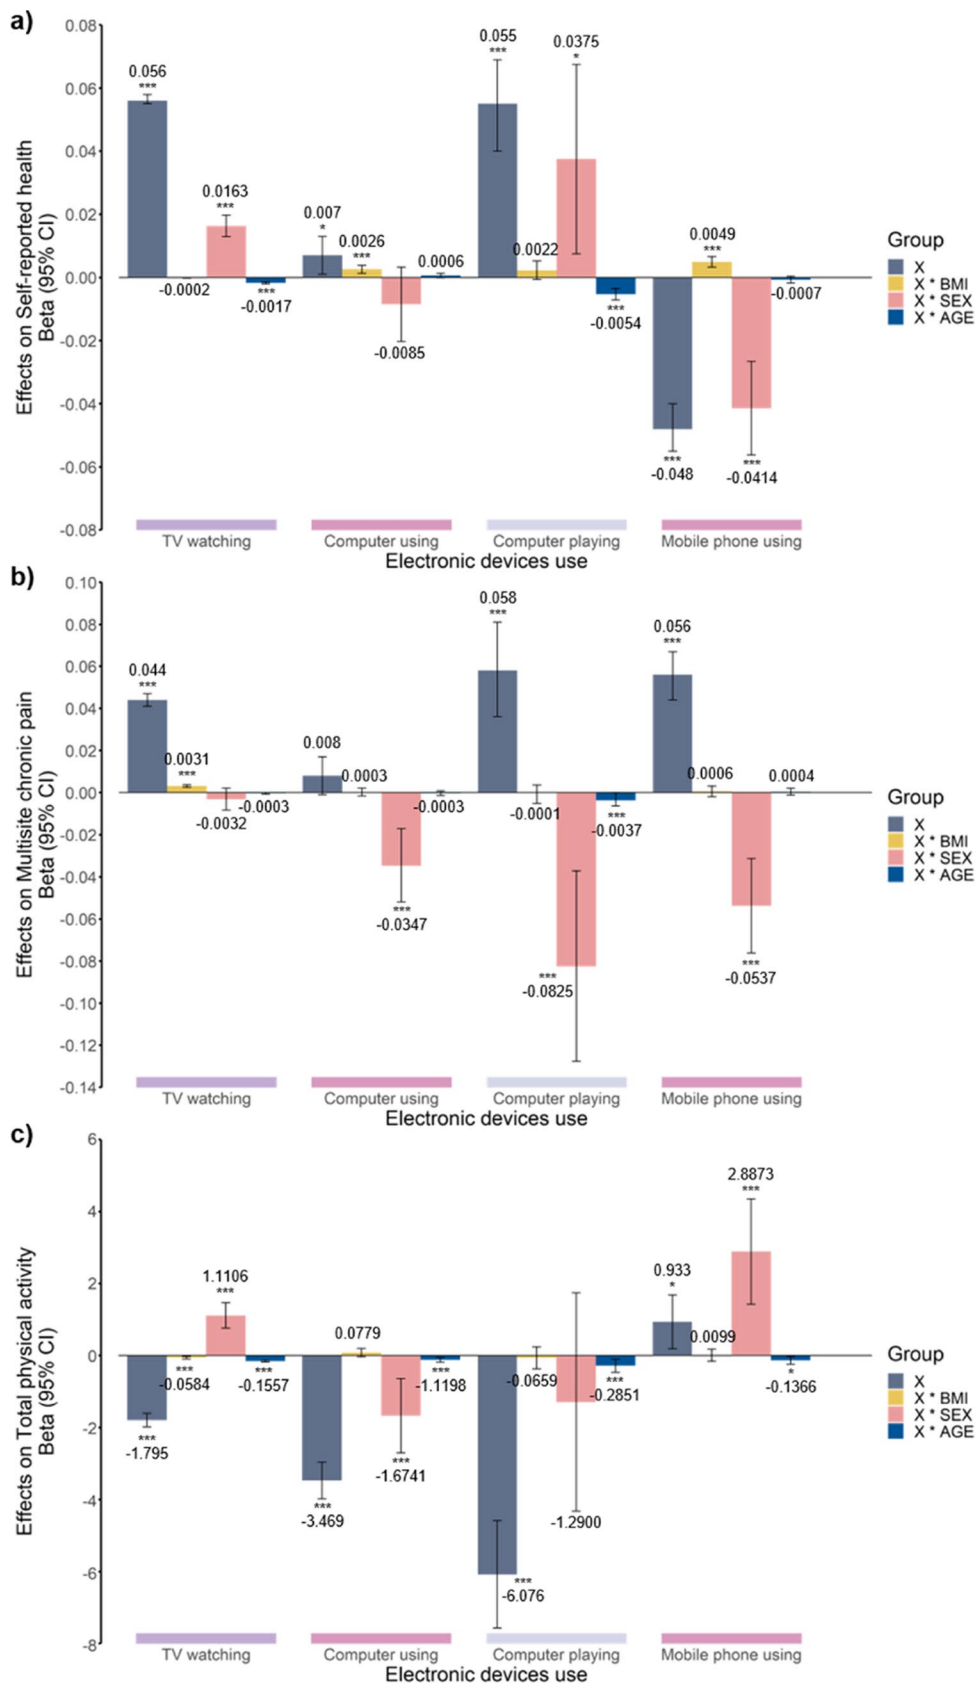 a)
Effects on Self-reported health
Beta (95% CI)
0.08
0.06
0.04
0.02
0.00
-0.02
-0.04
-0.06
-0.08
0.056
***
-0.0002
0.0163
***
***
-0.0017
0.007
*
0.0026
***
-0.0085
0.0006
0.055
***
0.0022
0.0375
*
***
-0.0054
***
-0.048
0.0049
***
***
-0.0414
-0.0007
Group
X
X * BMI
X * SEX
X * AGE
TV watching
Computer using
Computer playing
Mobile phone using
Electronic devices use
b)
Effects on Multisite chronic pain
Beta (95% CI)
0.10
0.08
0.06
0.04
0.02
0.00
-0.02
-0.04
-0.06
-0.08
-0.10
-0.12
-0.14
0.044
***
0.0031
***
-0.0032
-0.0003
0.008
0.0003
***
-0.0347
-0.0003
0.058
***
-0.0001
***
-0.0825
***
-0.0037
0.056
***
0.0006
***
-0.0537
0.0004
Group
X
X * BMI
X * SEX
X * AGE
TV watching
Computer using
Computer playing
Mobile phone using
Electronic devices use
c)
Effects on Total physical activity
Beta (95% CI)
6
4
2
0
-2
-4
-6
-8
***
-1.795
***
-0.0584
1.1106
***
***
-0.1557
***
-3.469
0.0779
***
-1.6741
***
-1.1198
***
-6.076
-0.0659
-1.2900
***
-0.2851
0.933
*
0.0099
2.8873
***
*
-0.1366
Group
X
X * BMI
X * SEX
X * AGE
TV watching
Computer using
Computer playing
Mobile phone using
Electronic devices use